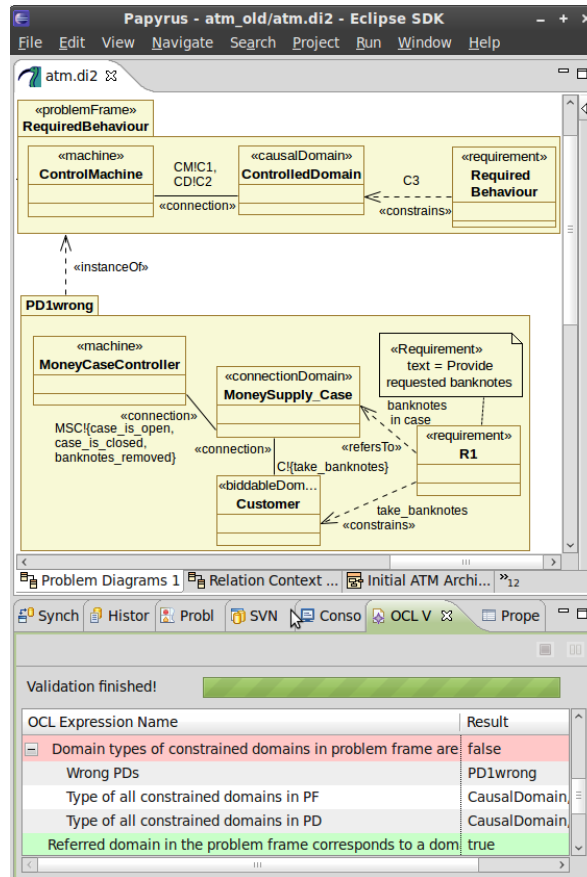 Papyrus - atm_old/atm.di2 - Eclipse SDK
File Edit View Navigate Search Project Run Window Help
atm.di2
«problemFrame»
RequiredBehaviour
«machine»
ControlMachine
CM!C1,
CD!C2
«connection»
«causalDomain»
ControlledDomain
C3
«constrains»
«requirement»
Required
Behaviour
«instanceOf»
PD1wrong
«machine»
MoneyCaseController
«connection»
MSC!{case_is_open,
case_is_closed,
banknotes_removed}
«connectionDomain»
MoneySupply_Case
«connection»
C!{take_banknotes}
«biddableDom...
Customer
«Requirement»
text = Provide
requested banknotes
banknotes
in case
«refersTo»
«requirement»
R1
take_banknotes
«constrains»
Problem Diagrams 1 Relation Context ... Initial ATM Archi... »12
Synch Histor Probl SVN Conso OCL V Prope
Validation finished!
OCL Expression Name Result
Domain types of constrained domains in problem frame are false
Wrong PDs PD1wrong
Type of all constrained domains in PF CausalDomain,
Type of all constrained domains in PD CausalDomain,
Referred domain in the problem frame corresponds to a dom true